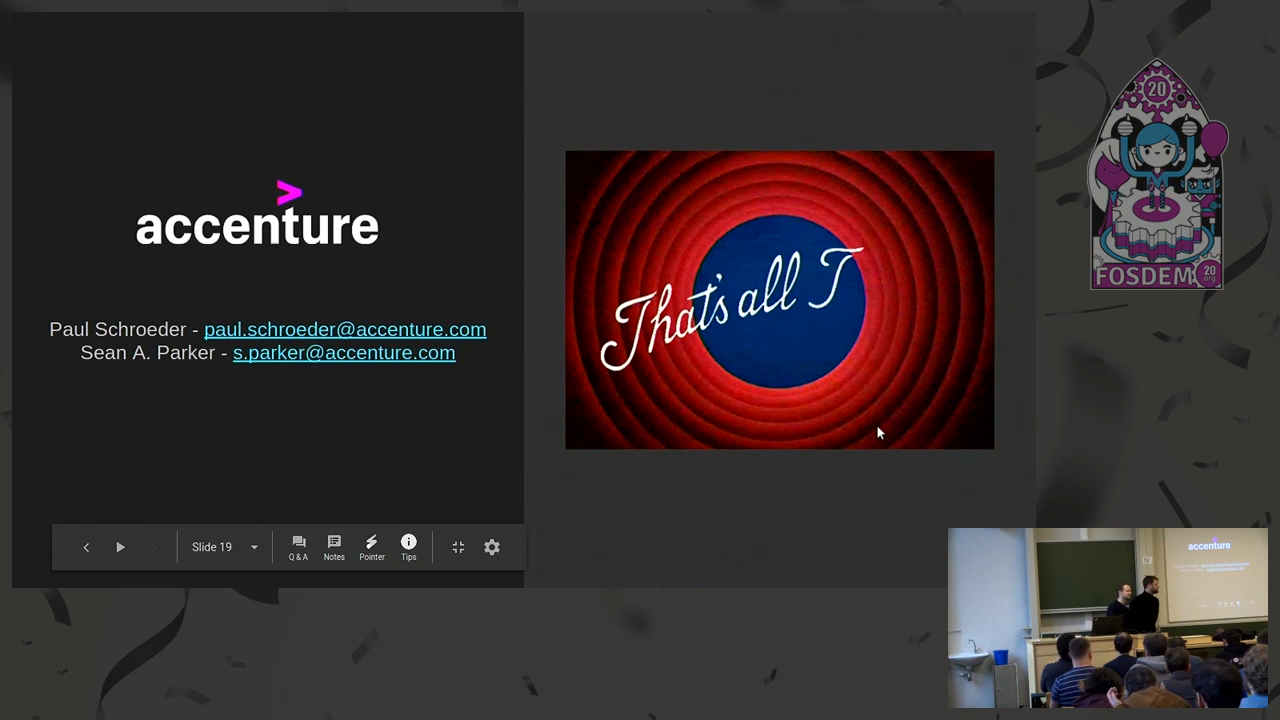 accenture
Paul Schroeder - paul.schroeder@accenture.com
Sean A. Parker - s.parker@accenture.com
Slide 19
Q & A
Notes
Pointer
Tips
That's all T
20
FOSDEM
20
.org
accenture